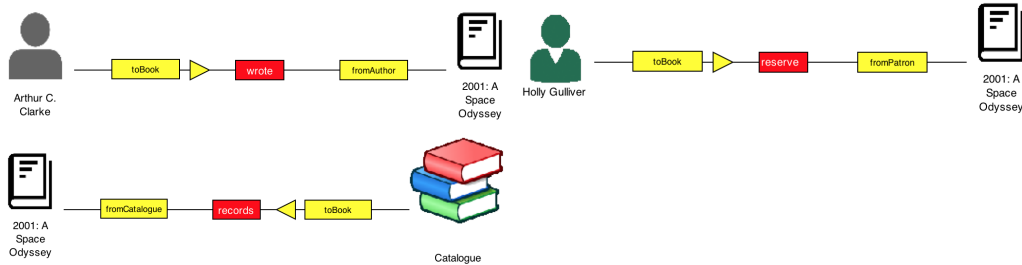 toBook
wrote
fromAuthor
Arthur C.
Clarke
2001: A
Space
Odyssey
toBook
reserve
fromPatron
Holly Gulliver
2001: A
Space
Odyssey
fromCatalogue
records
toBook
2001: A
Space
Odyssey
Catalogue